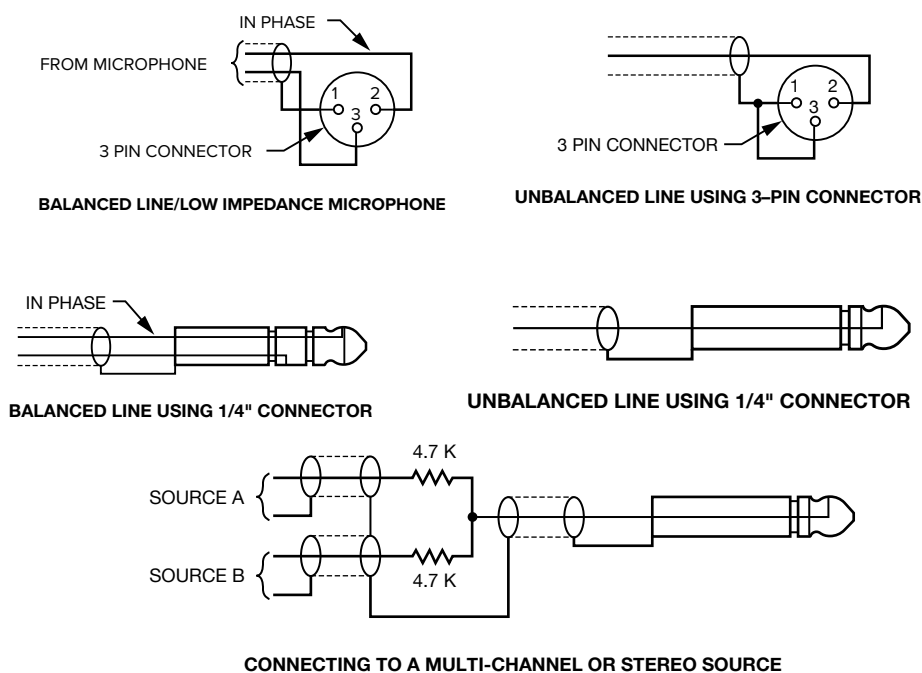 IN PHASE
FROM MICROPHONE
1
2
3
3 PIN CONNECTOR
BALANCED LINE/LOW IMPEDANCE MICROPHONE
1
2
3
3 PIN CONNECTOR
UNBALANCED LINE USING 3–PIN CONNECTOR
IN PHASE
BALANCED LINE USING 1/4" CONNECTOR
UNBALANCED LINE USING 1/4" CONNECTOR
4.7 K
SOURCE A
SOURCE B
4.7 K
CONNECTING TO A MULTI-CHANNEL OR STEREO SOURCE